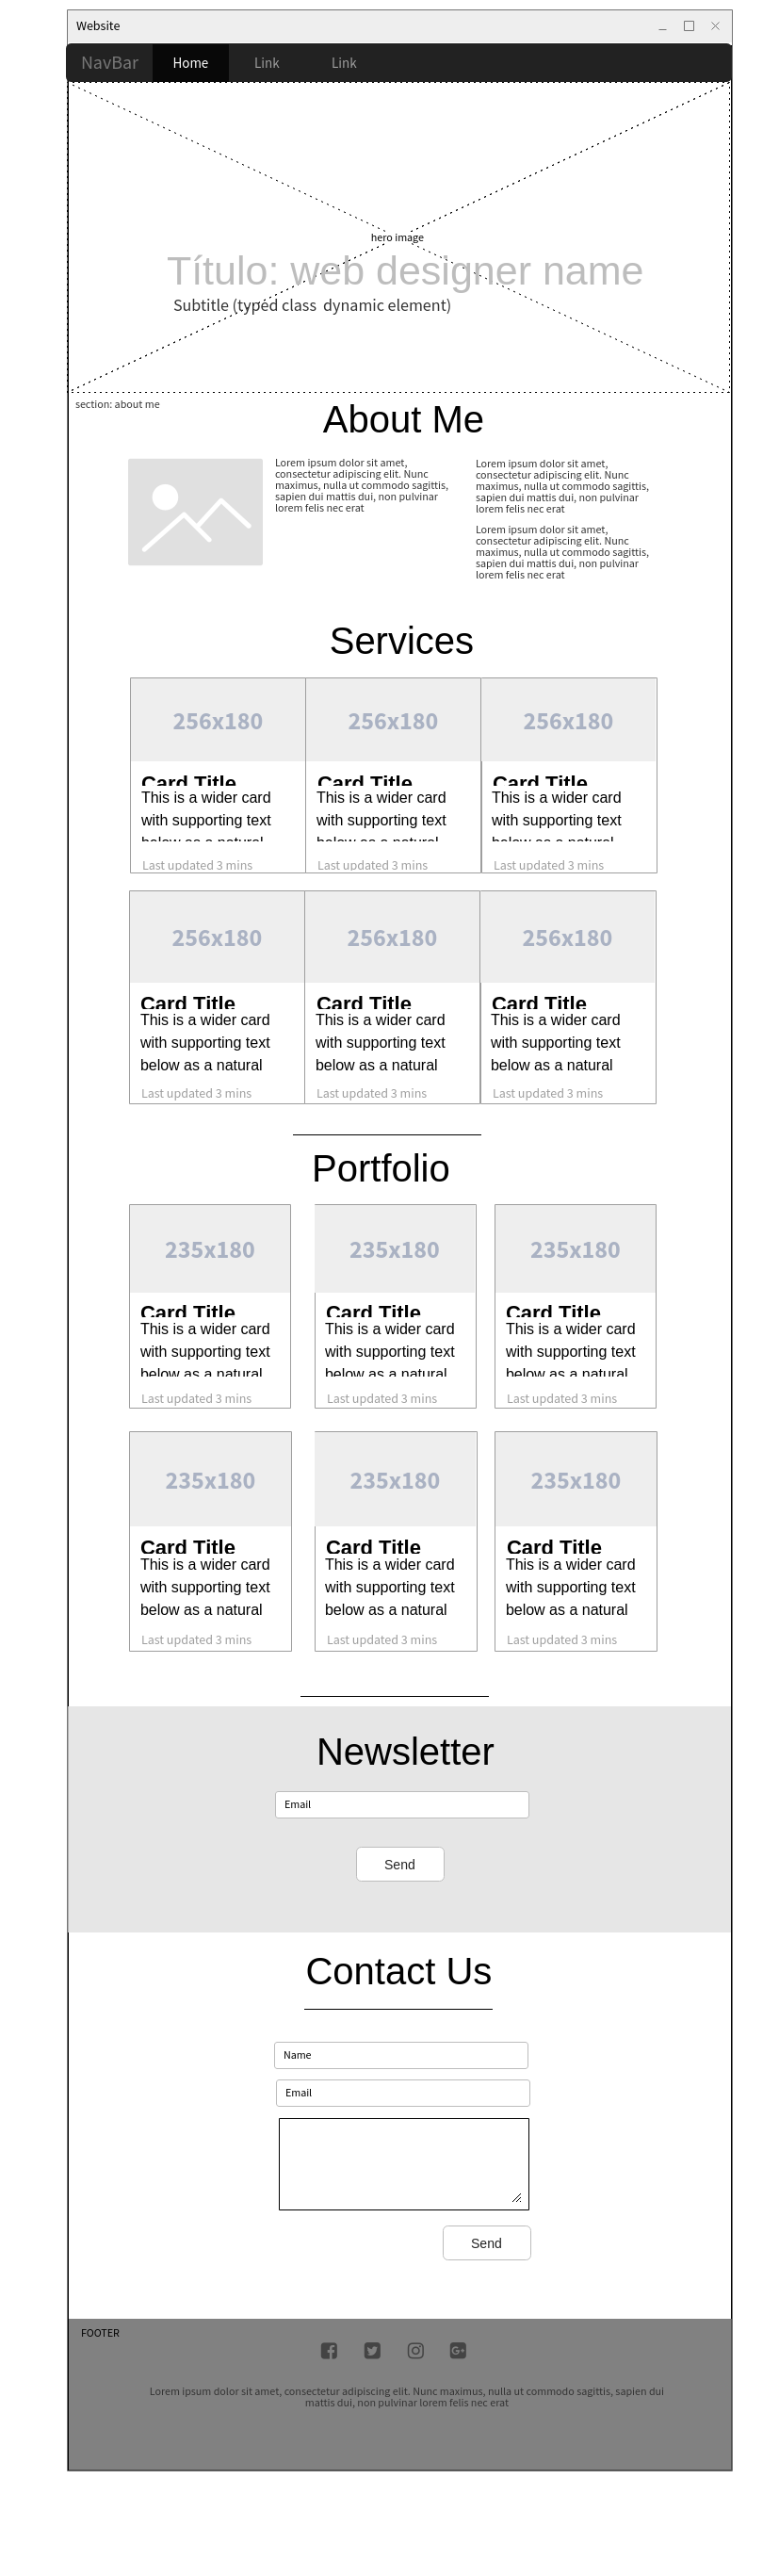 Website
NavBar Home Link Link
hero image
Título: web designer name
Subtitle (typed class dynamic element)
section: about me
About Me
Lorem ipsum dolor sit amet,
consectetur adipiscing elit. Nunc
maximus, nulla ut commodo sagittis,
sapien dui mattis dui, non pulvinar
lorem felis nec erat
Lorem ipsum dolor sit amet,
consectetur adipiscing elit. Nunc
maximus, nulla ut commodo sagittis,
sapien dui mattis dui, non pulvinar
lorem felis nec erat
Lorem ipsum dolor sit amet,
consectetur adipiscing elit. Nunc
maximus, nulla ut commodo sagittis,
sapien dui mattis dui, non pulvinar
lorem felis nec erat
Services
256x180
Card Title
This is a wider card
with supporting text
below as a natural
Last updated 3 mins
256x180
Card Title
This is a wider card
with supporting text
below as a natural
Last updated 3 mins
256x180
Card Title
This is a wider card
with supporting text
below as a natural
Last updated 3 mins
256x180
Card Title
This is a wider card
with supporting text
below as a natural
Last updated 3 mins
256x180
Card Title
This is a wider card
with supporting text
below as a natural
Last updated 3 mins
256x180
Card Title
This is a wider card
with supporting text
below as a natural
Last updated 3 mins
Portfolio
235x180
Card Title
This is a wider card
with supporting text
below as a natural
Last updated 3 mins
235x180
Card Title
This is a wider card
with supporting text
below as a natural
Last updated 3 mins
235x180
Card Title
This is a wider card
with supporting text
below as a natural
Last updated 3 mins
235x180
Card Title
This is a wider card
with supporting text
below as a natural
Last updated 3 mins
235x180
Card Title
This is a wider card
with supporting text
below as a natural
Last updated 3 mins
235x180
Card Title
This is a wider card
with supporting text
below as a natural
Last updated 3 mins
Newsletter
Email
Send
Contact Us
Name
Email
Send
FOOTER
Lorem ipsum dolor sit amet, consectetur adipiscing elit. Nunc maximus, nulla ut commodo sagittis, sapien dui
mattis dui, non pulvinar lorem felis nec erat